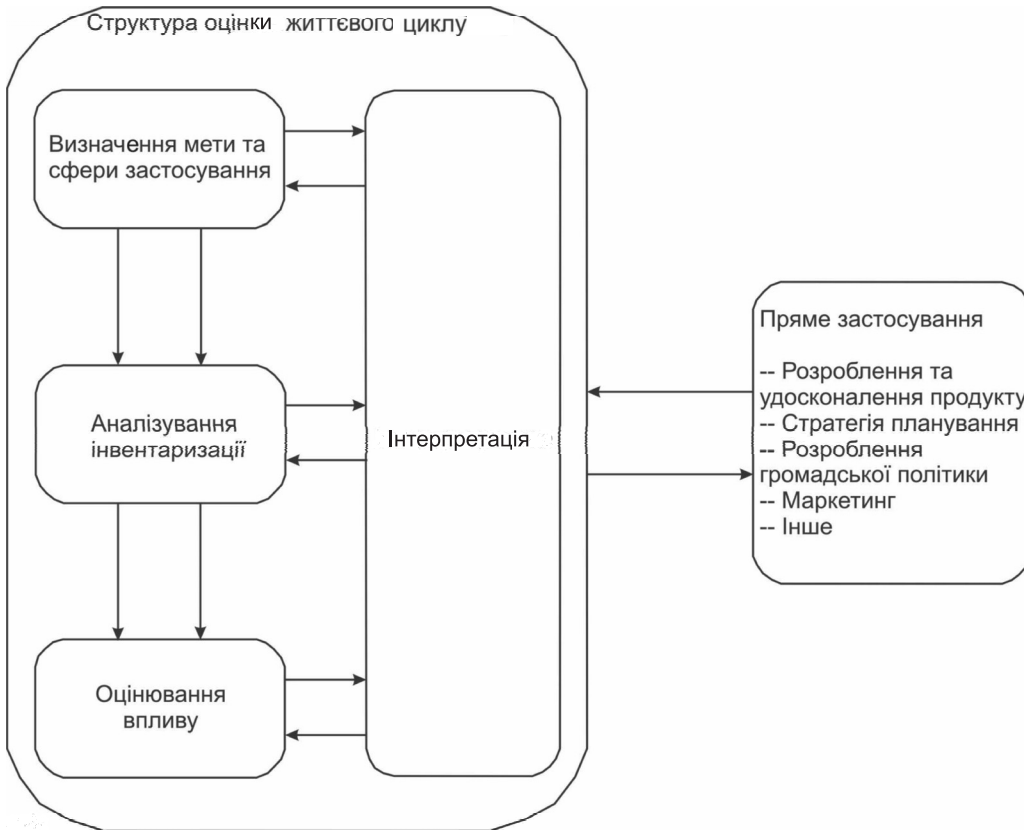 Структура оцінки життєвого циклу
Визначення мети та
сфери застосування
Аналізування
інвентаризації
Оцінювання
впливу
Інтерпретація
Пряме застосування
-- Розроблення та
удосконалення продукту
-- Стратегія планування
-- Розроблення
громадської політики
-- Маркетинг
-- Інше